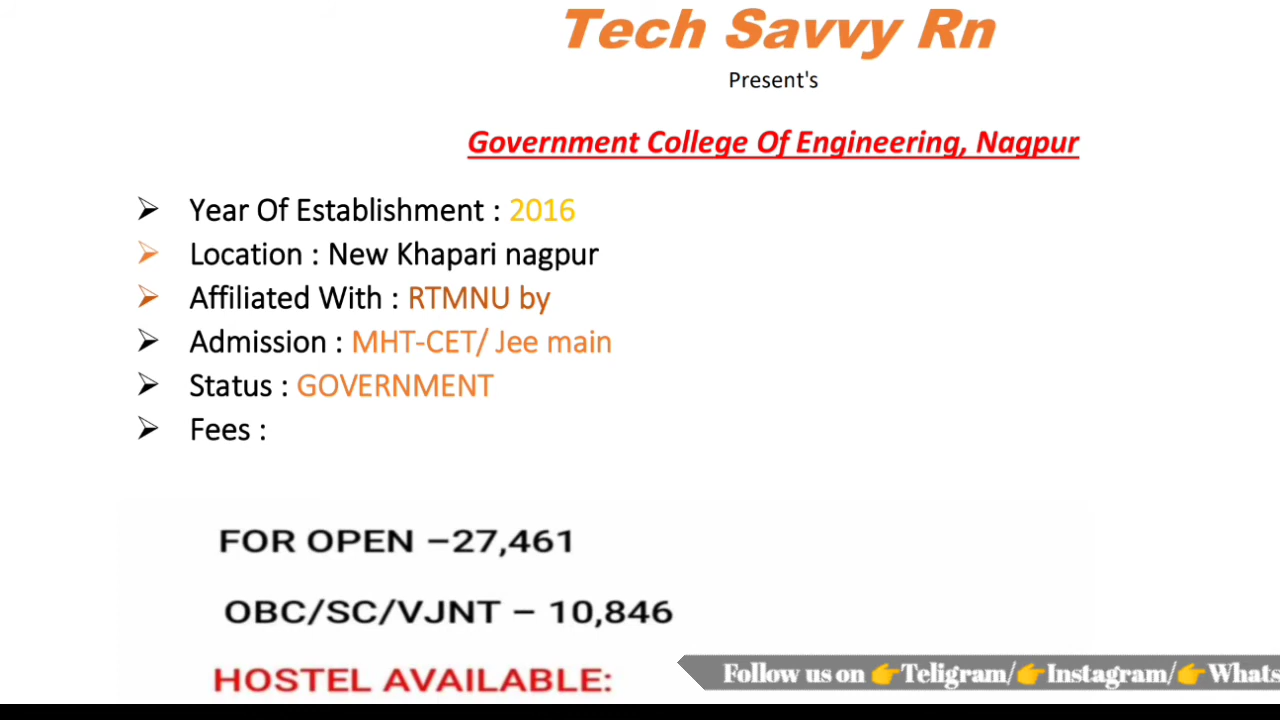 Tech Savvy Rn
Present's
Government College Of Engineering, Nagpur
➢ Year Of Establishment : 2016
➢ Location : New Khapari nagpur
➢ Affiliated With : RTMNU by
➢ Admission : MHT-CET/ Jee main
➢ Status : GOVERNMENT
➢ Fees :
FOR OPEN –27,461
OBC/SC/VJNT – 10,846
HOSTEL AVAILABLE:
Follow us on 👉Teligram/👉Instagram/👉Whats